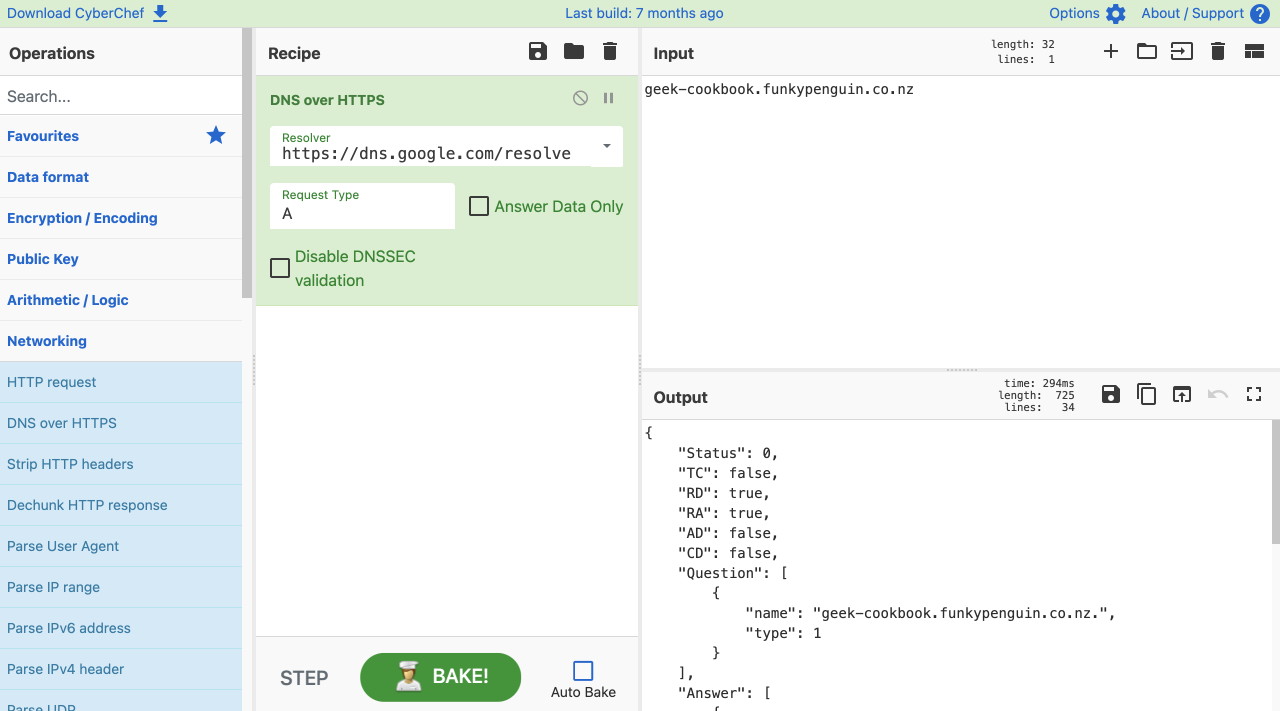 Download CyberChef
Last build: 7 months ago
Options
About / Support
Operations
Search...
Favourites
Data format
Encryption / Encoding
Public Key
Arithmetic / Logic
Networking
HTTP request
DNS over HTTPS
Strip HTTP headers
Dechunk HTTP response
Parse User Agent
Parse IP range
Parse IPv6 address
Parse IPv4 header
Parse UDP
Recipe
DNS over HTTPS
Resolver
https://dns.google.com/resolve
Request Type
A
Answer Data Only
Disable DNSSEC
validation
STEP
BAKE!
Auto Bake
Input
length: 32
lines: 1
geek-cookbook.funkypenguin.co.nz
Output
time: 294ms
length: 725
lines: 34
{
"Status": 0,
"TC": false,
"RD": true,
"RA": true,
"AD": false,
"CD": false,
"Question": [
{
"name": "geek-cookbook.funkypenguin.co.nz.",
"type": 1
}
],
"Answer": [
{